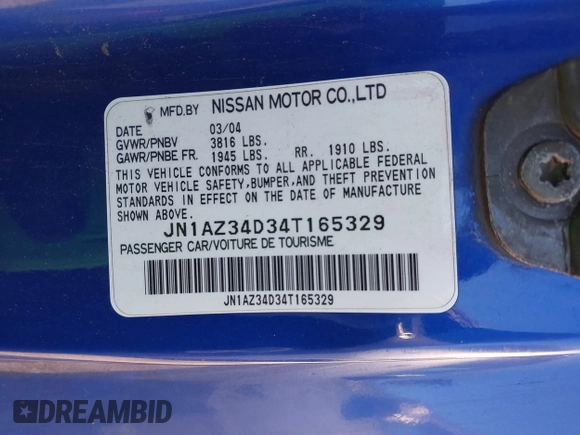 MFD.BY NISSAN MOTOR CO.,LTD
DATE 03/04
GVWR/PNBV 3816 LBS.
GAWR/PNBE FR. 1945 LBS. RR. 1910 LBS.
THIS VEHICLE CONFORMS TO ALL APPLICABLE FEDERAL
MOTOR VEHICLE SAFETY,BUMPER,AND THEFT PREVENTION
STANDARDS IN EFFECT ON THE DATE OF MANUFACTURE
SHOWN ABOVE.
JN1AZ34D34T165329
PASSENGER CAR/VOITURE DE TOURISME
JN1AZ34D34T165329
DREAMBID